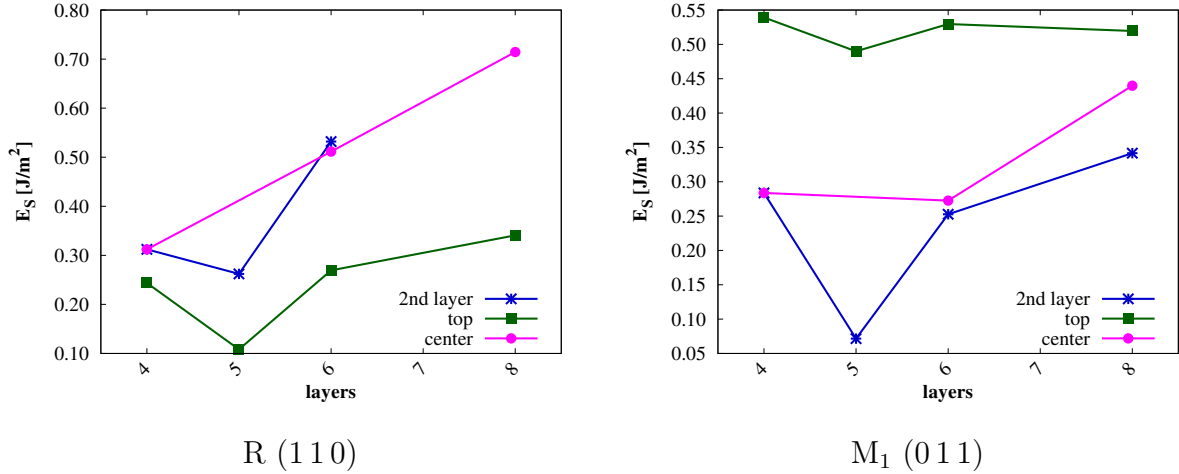 0.80
0.70
0.60
0.50
0.40
0.30
0.20
0.10
E_S [J/m²]
2nd layer
top
center
4 5 6 7 8
layers
R (1 1 0)
0.55
0.50
0.45
0.40
0.35
0.30
0.25
0.20
0.15
0.10
0.05
E_S [J/m²]
2nd layer
top
center
4 5 6 7 8
layers
M₁ (0 1 1)